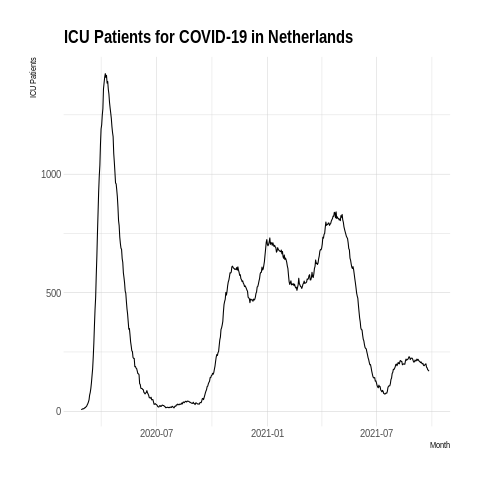 ICU Patients for COVID-19 in Netherlands
ICU Patients
1000
500
0
2020-07
2021-01
2021-07
Month